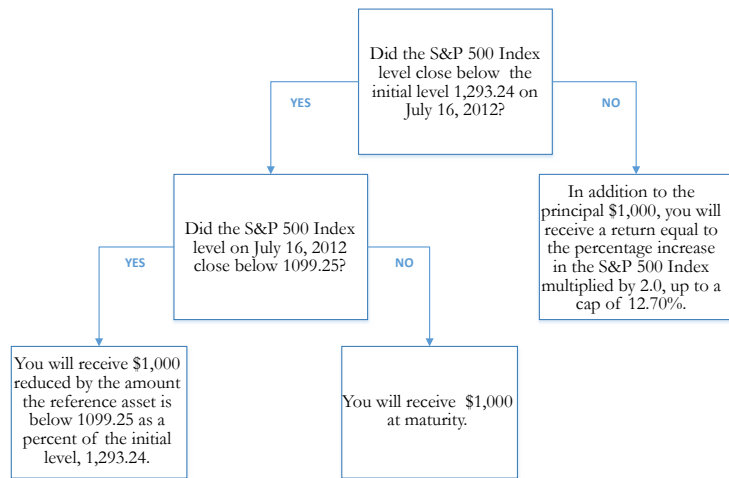 Did the S&P 500 Index
level close below the
initial level 1,293.24 on
July 16, 2012?
YES
NO
Did the S&P 500 Index
level on July 16, 2012
close below 1099.25?
In addition to the
principal $1,000, you will
receive a return equal to
the percentage increase
in the S&P 500 Index
multiplied by 2.0, up to a
cap of 12.70%.
YES
NO
You will receive $1,000
reduced by the amount
the reference asset is
below 1099.25 as a
percent of the initial
level, 1,293.24.
You will receive $1,000
at maturity.